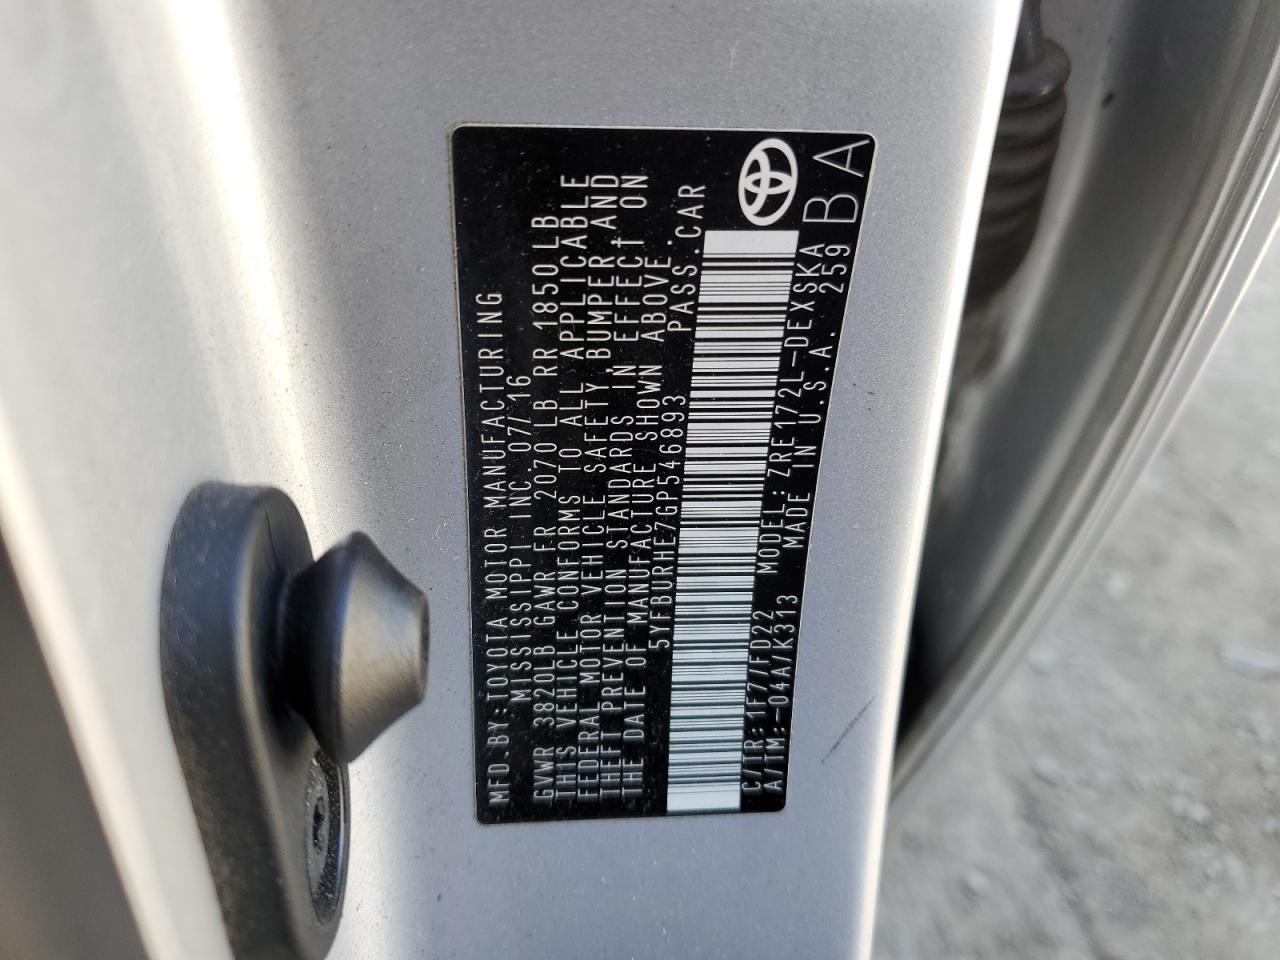 MFD.BY:TOYOTA MOTOR MANUFACTURING
MISSISSIPPI INC. 07/16
GVWR 3820LB GAWR FR 2070 LB RR 1850LB
THIS VEHICLE CONFORMS TO ALL APPLICABLE
FEDERAL MOTOR VEHICLE SAFETY, BUMPER, AND
THEFT PREVENTION STANDARDS IN EFFECT ON
THE DATE OF MANUFACTURE SHOWN ABOVE.
5YFBURHE7GP546893 PASS.CAR
C/TR:1F7/FD22 MODEL:ZRE172L-DEXSKA
A/TM:-04A/K313 MADE IN U.S.A. 259
BA